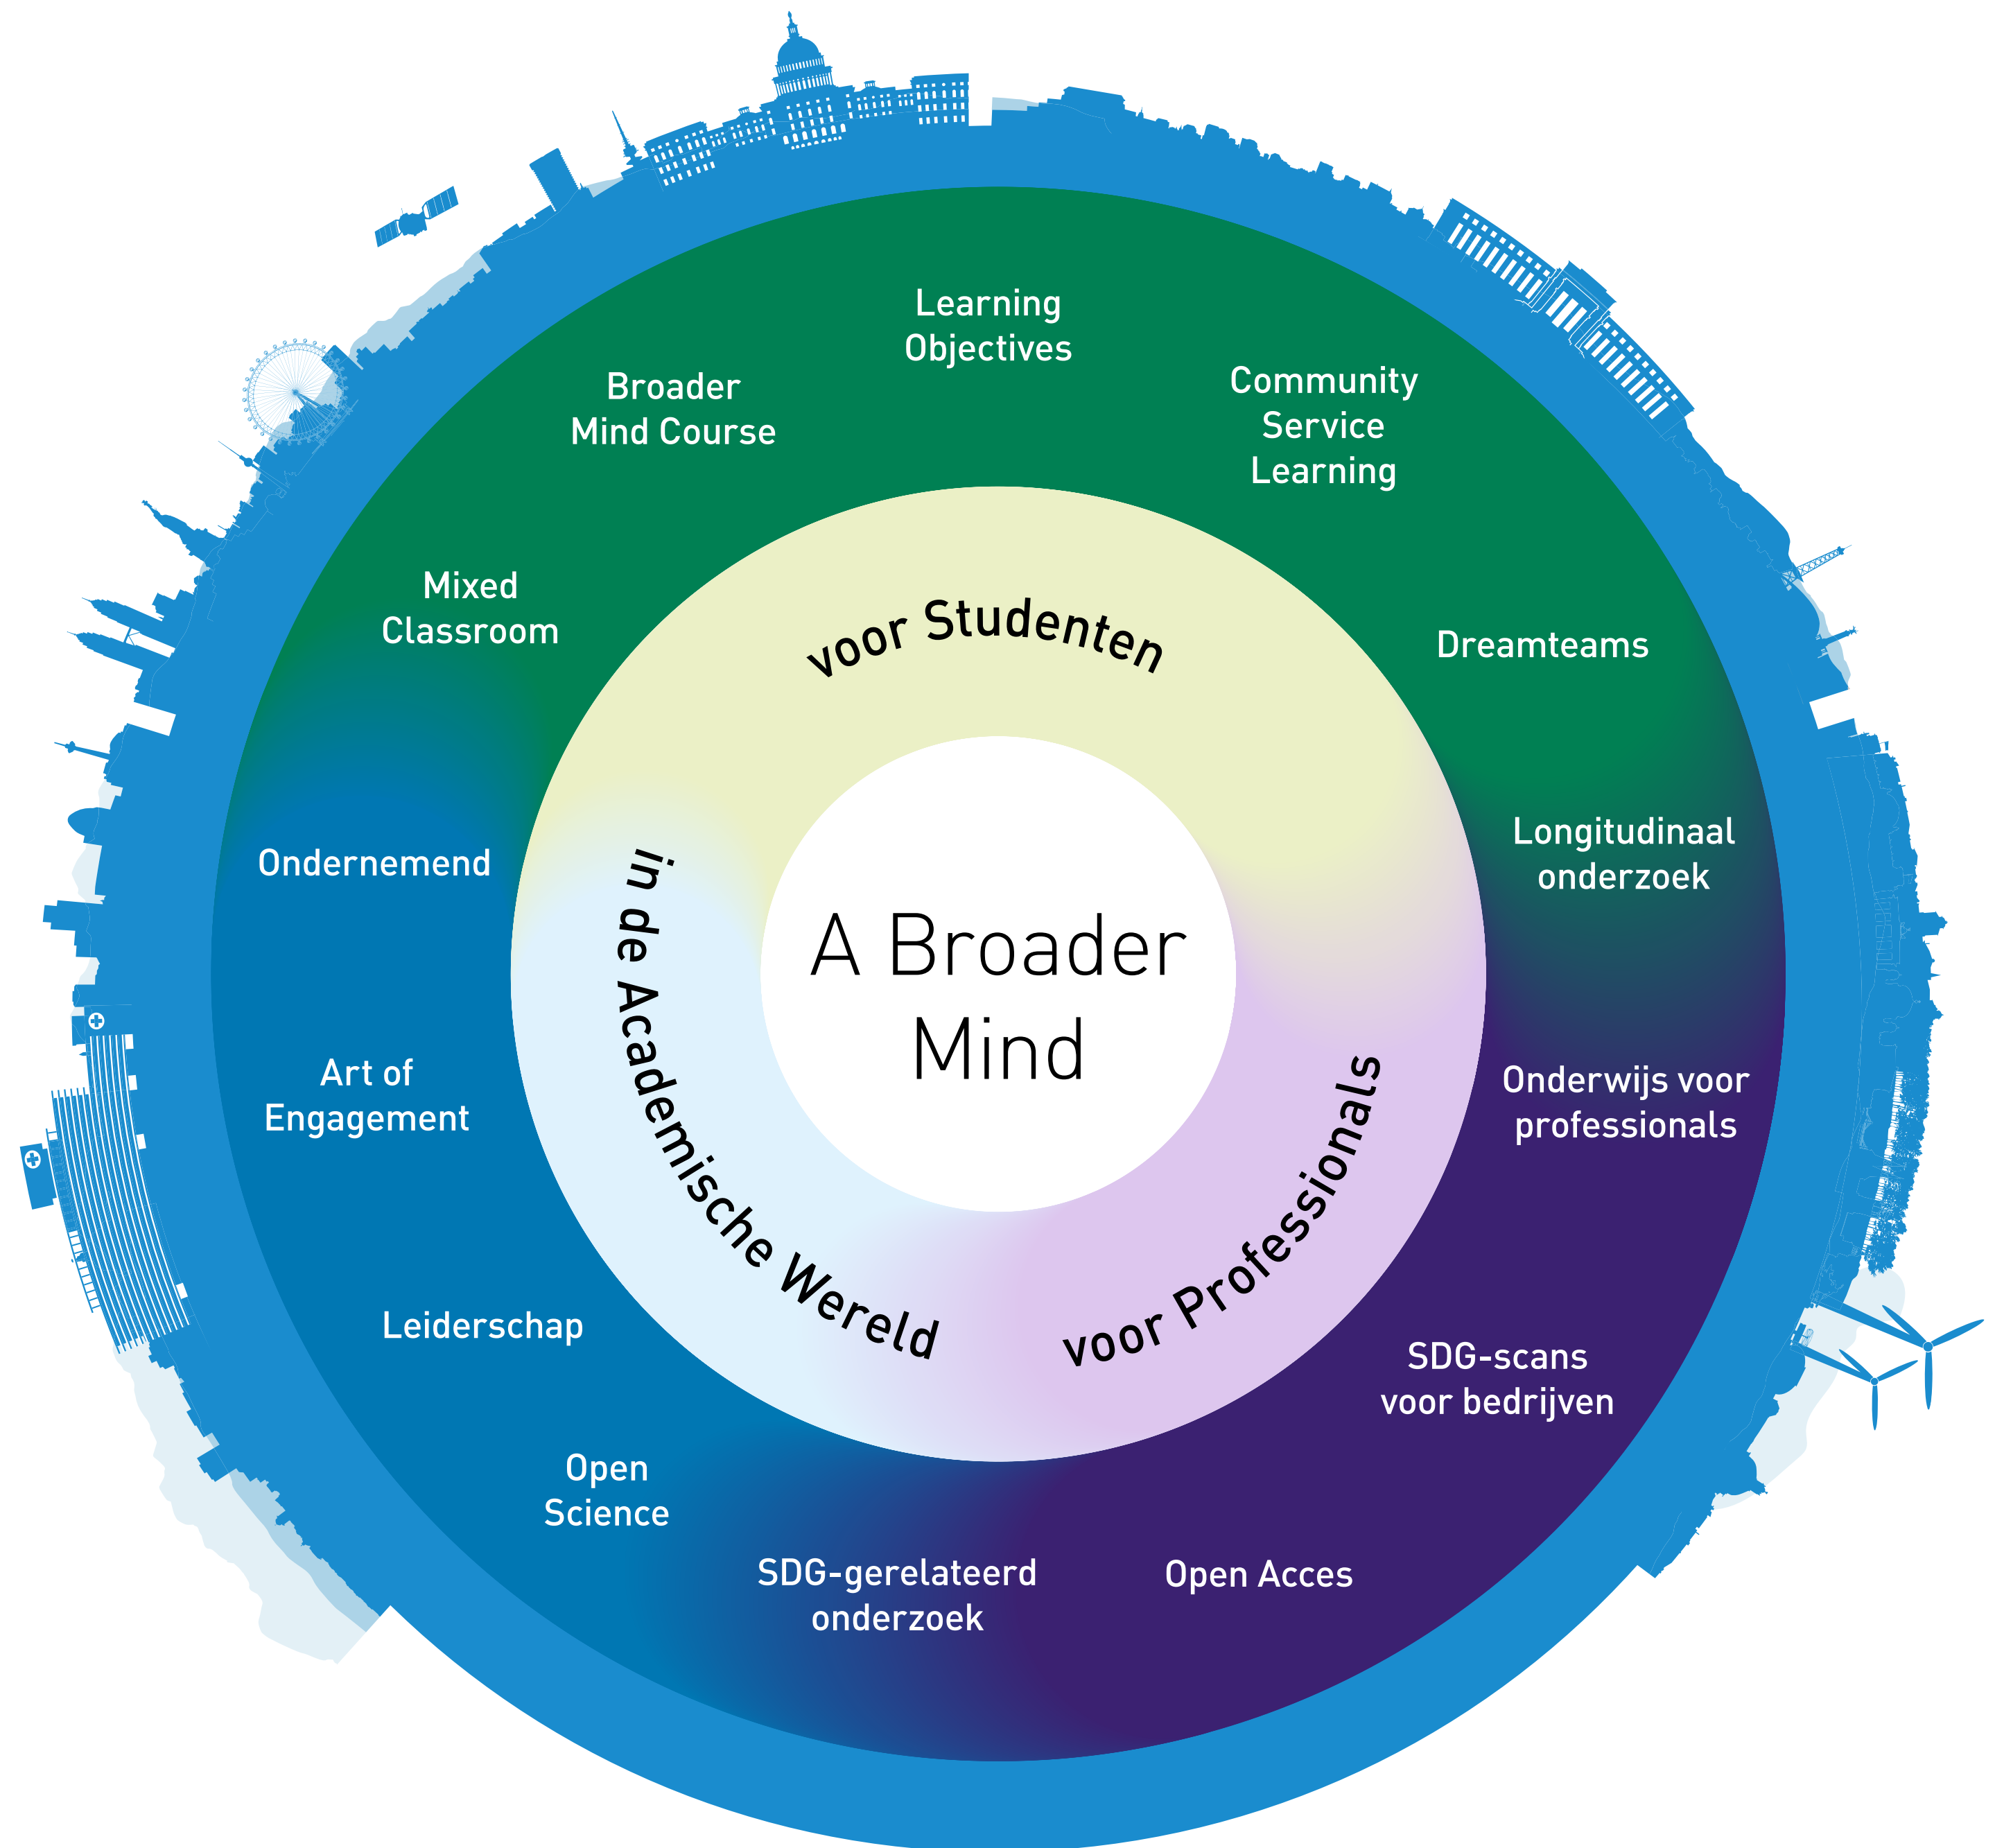 Learning
Objectives
Community
Service
Learning
Dreamteams
Longitudinaal
onderzoek
Onderwijs voor
professionals
SDG-scans
voor bedrijven
Open Acces
SDG-gerelateerd
onderzoek
Open
Science
Leiderschap
Art of
Engagement
Ondernemend
Mixed
Classroom
Broader
Mind Course
voor Studenten
voor Professionals
in de Academische Wereld
A Broader
Mind